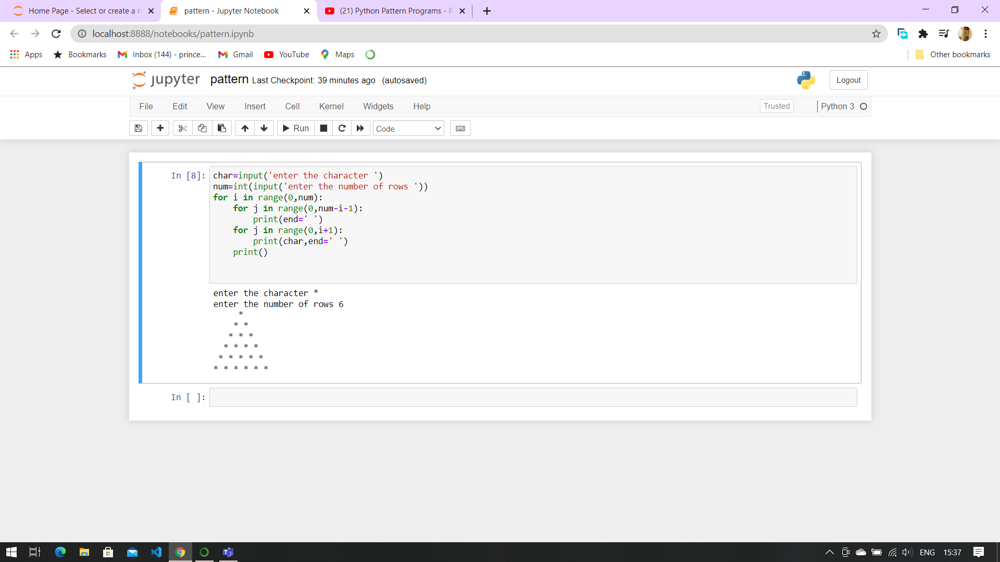 Home Page - Select or create a n
pattern - Jupyter Notebook
(21) Python Pattern Programs - P
localhost:8888/notebooks/pattern.ipynb
Apps
Bookmarks
Inbox (144) - prince...
Gmail
YouTube
Maps
Other bookmarks
jupyter pattern Last Checkpoint: 39 minutes ago (autosaved)
Logout
File Edit View Insert Cell Kernel Widgets Help
Trusted
Python 3
Run
Code
In [8]:
char=input('enter the character ')
num=int(input('enter the number of rows '))
for i in range(0,num):
    for j in range(0,num-i-1):
        print(end=' ')
    for j in range(0,i+1):
        print(char,end=' ')
    print()
enter the character *
enter the number of rows 6
     *
    * *
   * * *
  * * * *
 * * * * *
* * * * * *
In [ ]:
ENG 15:37